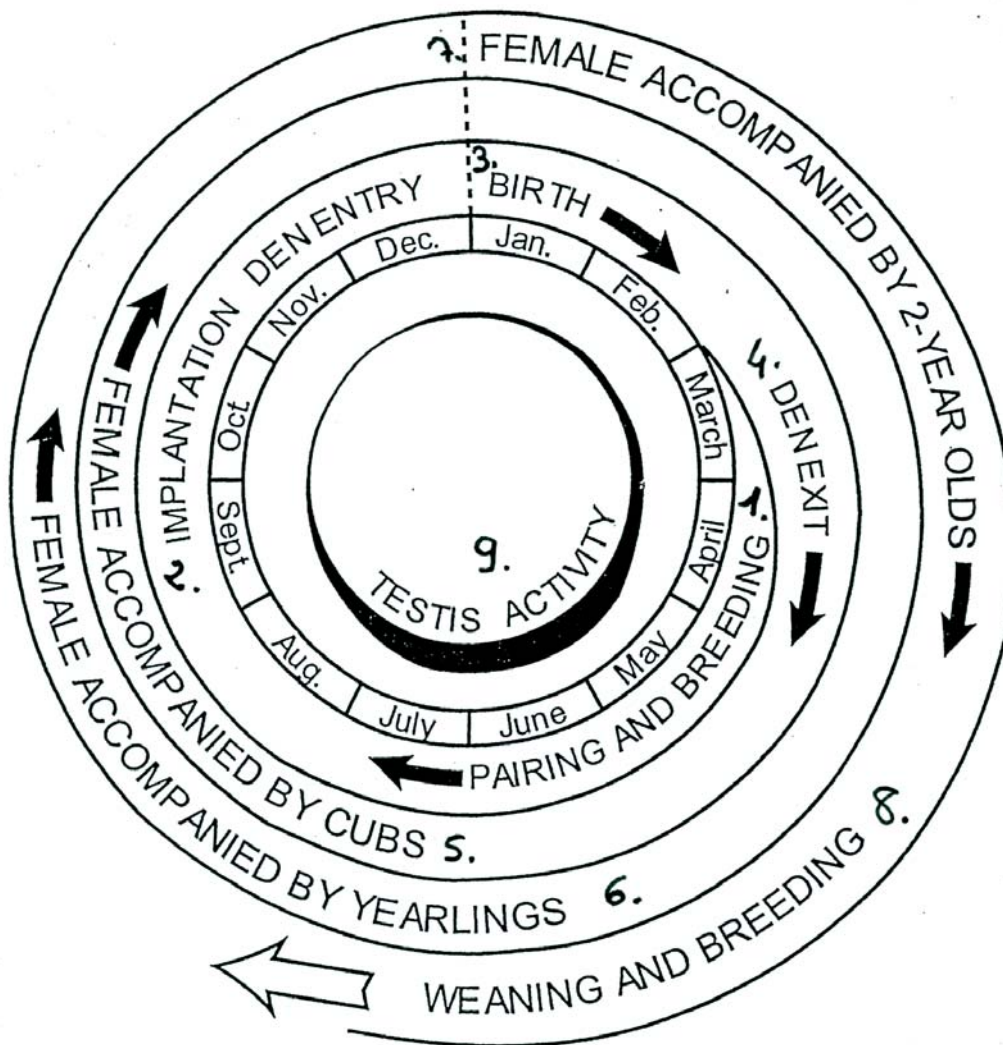 7. FEMALE ACCOMPANIED BY 2-YEAR OLDS
3. BIRTH
4. DEN EXIT
1. PAIRING AND BREEDING
2. IMPLANTATION DEN ENTRY
FEMALE ACCOMPANIED BY CUBS 5.
FEMALE ACCOMPANIED BY YEARLINGS 6.
WEANING AND BREEDING 8.
Jan.
Feb.
March
April
May
June
July
Aug.
Sept.
Oct.
Nov.
Dec.
9.
TESTIS ACTIVITY